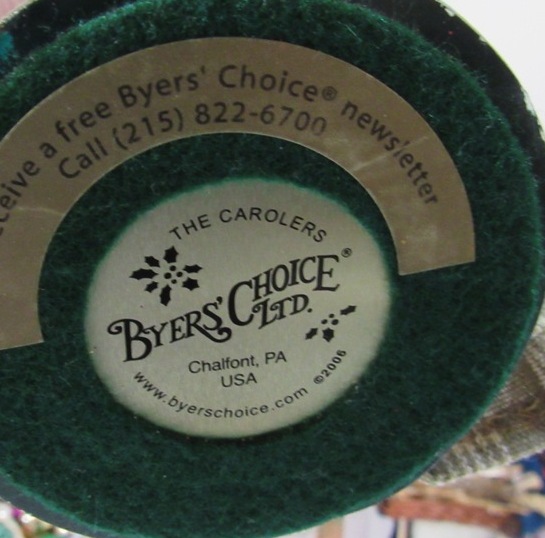 a free Byers' Choice® newsletter
Call (215) 822-6700
THE CAROLERS
®
BYERS' CHOICE
LTD.
Chalfont, PA
USA
www.byerschoice.com ©2006